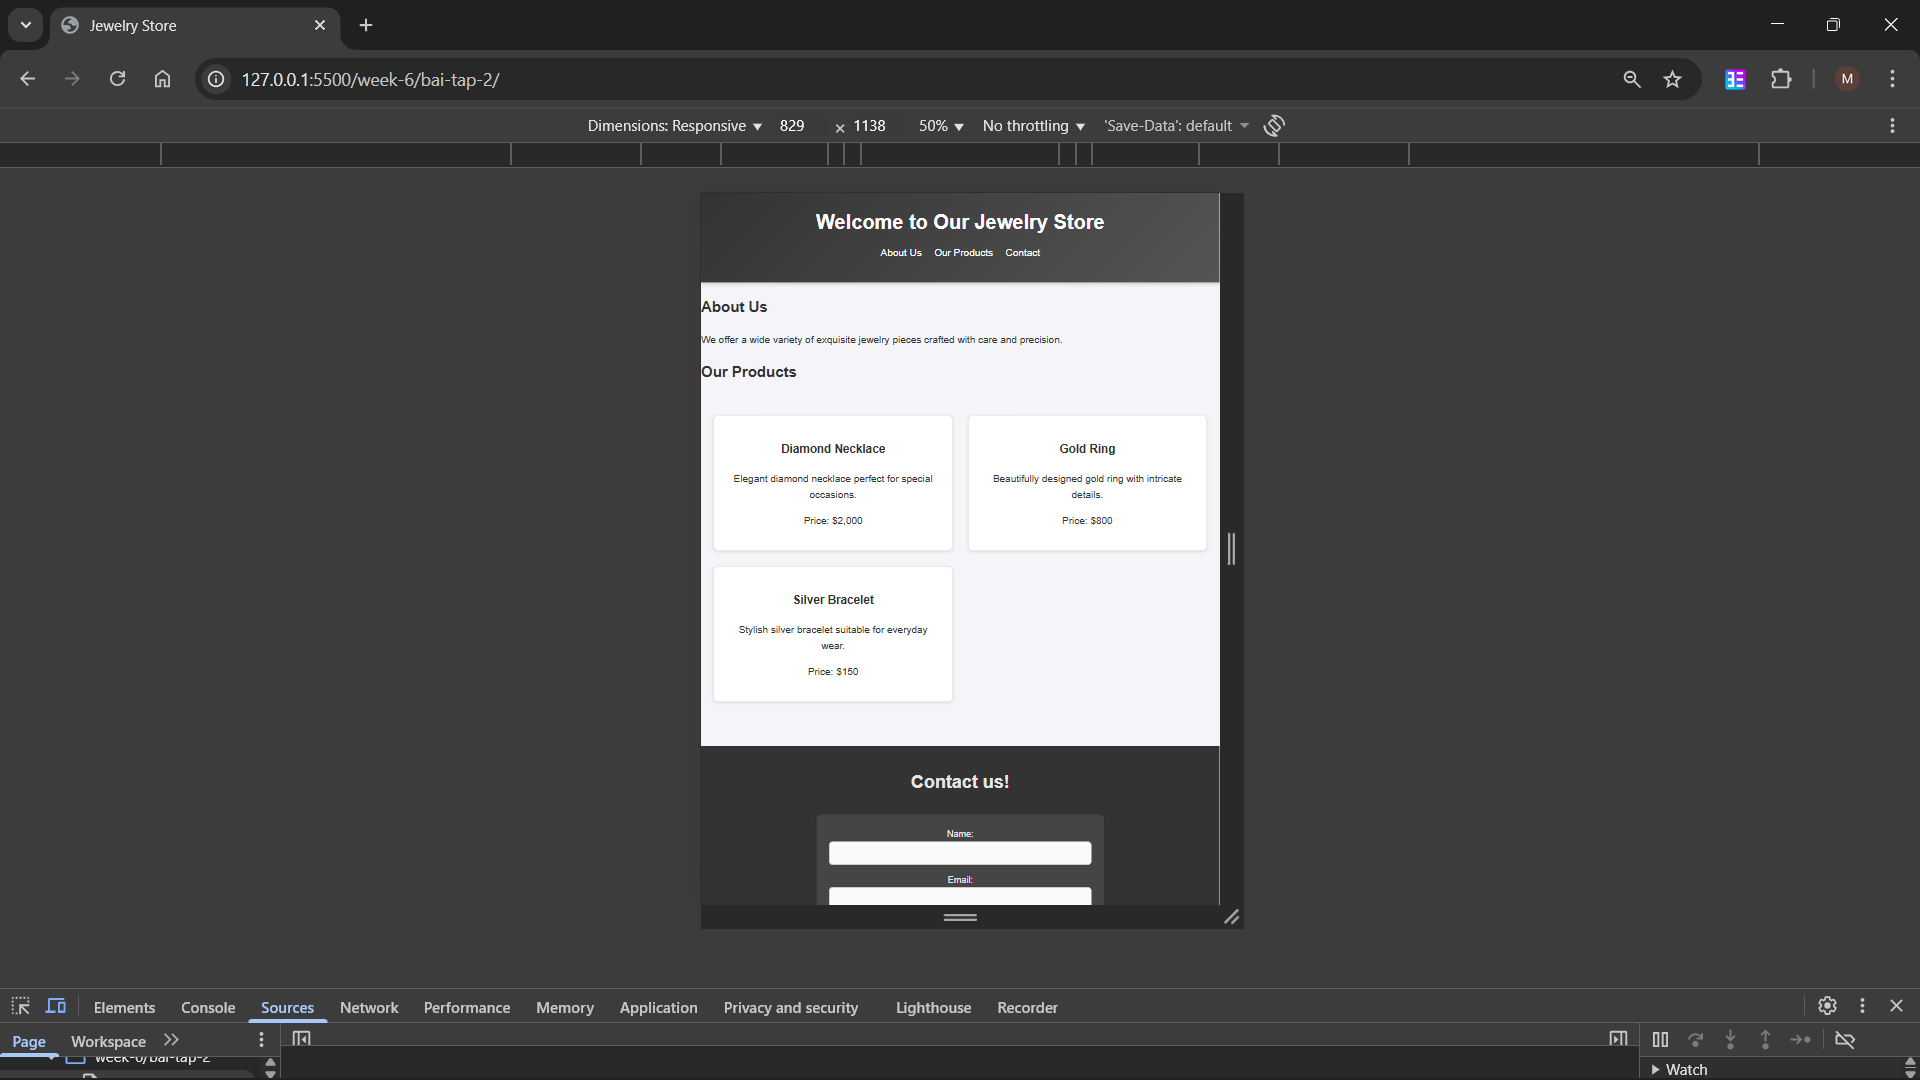 Jewelry Store
127.0.0.1:5500/week-6/bai-tap-2/
M
Dimensions: Responsive 829 × 1138 50% No throttling 'Save-Data': default
Welcome to Our Jewelry Store
About Us Our Products Contact
About Us
We offer a wide variety of exquisite jewelry pieces crafted with care and precision.
Our Products
Diamond Necklace
Elegant diamond necklace perfect for special
occasions.
Price: $2,000
Gold Ring
Beautifully designed gold ring with intricate
details.
Price: $800
Silver Bracelet
Stylish silver bracelet suitable for everyday
wear.
Price: $150
Contact us!
Name:
Email:
Elements Console Sources Network Performance Memory Application Privacy and security Lighthouse Recorder
Page Workspace
week-6/bai-tap-2
Watch